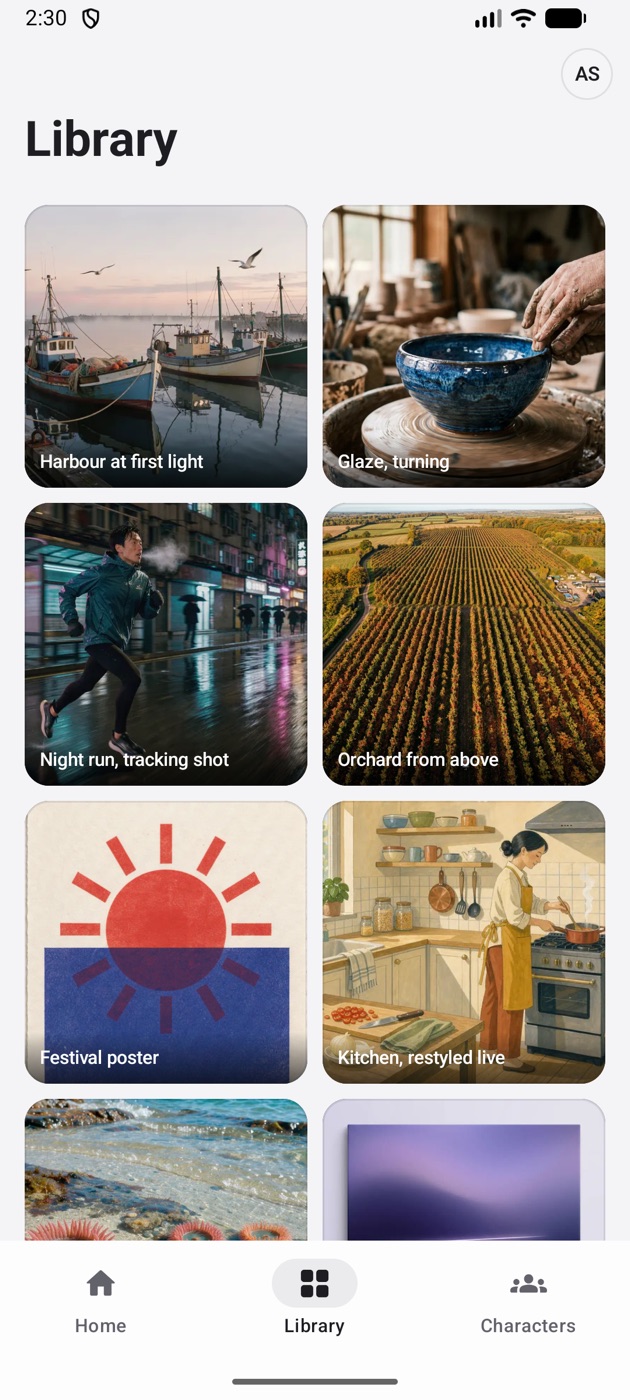 2:30
AS
Library
Harbour at first light
Glaze, turning
Night run, tracking shot
Orchard from above
Festival poster
Kitchen, restyled live
Home
Library
Characters